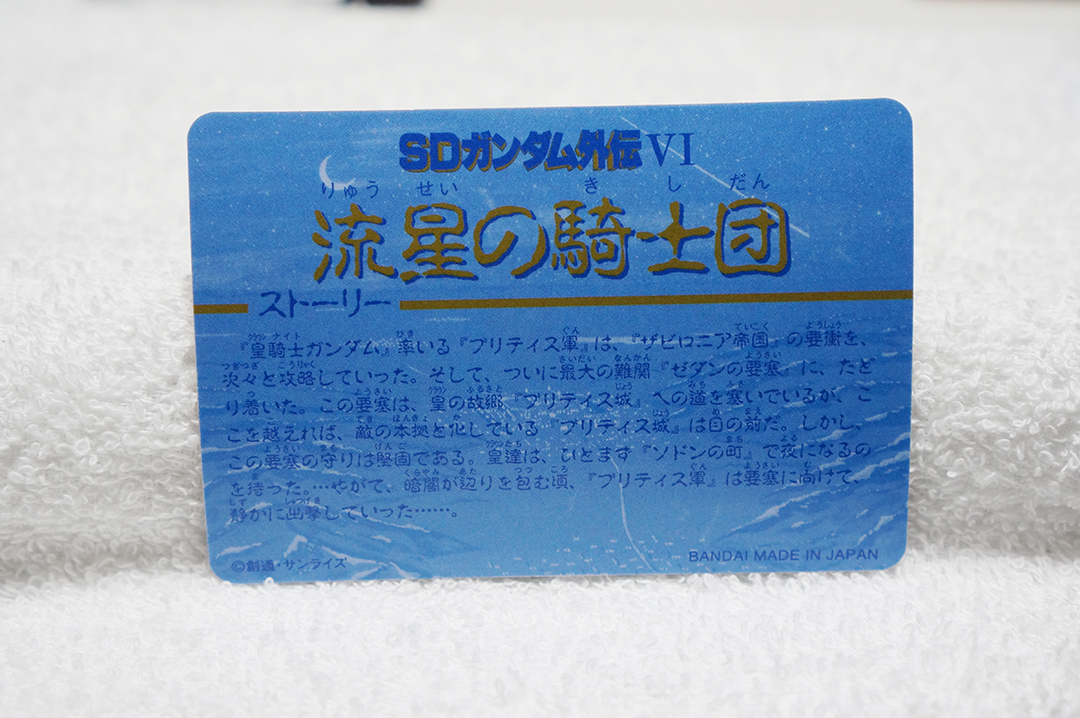 SDガンダム外伝 VI
りゅう せい き し だん
流星の騎士団
ストーリー
『皇騎士ガンダム』率いる『ブリティス軍』は、『ザビロニア帝国』の要衝を、
次々と攻略していった。そして、ついに最大の難関『ゼダンの要塞』に、たど
り着いた。この要塞は、皇の故郷『ブリティス城』への道を塞いでいるが、こ
こを越えれば、敵の本拠と化している『ブリティス城』は目の前だ。しかし、
この要塞の守りは堅固である。皇達は、ひとまず『ソドンの町』で夜になるの
を待った。…やがて、暗闇が辺りを包む頃、『ブリティス軍』は要塞に向けて、
静かに出撃していった……。
©創通・サンライズ
BANDAI MADE IN JAPAN